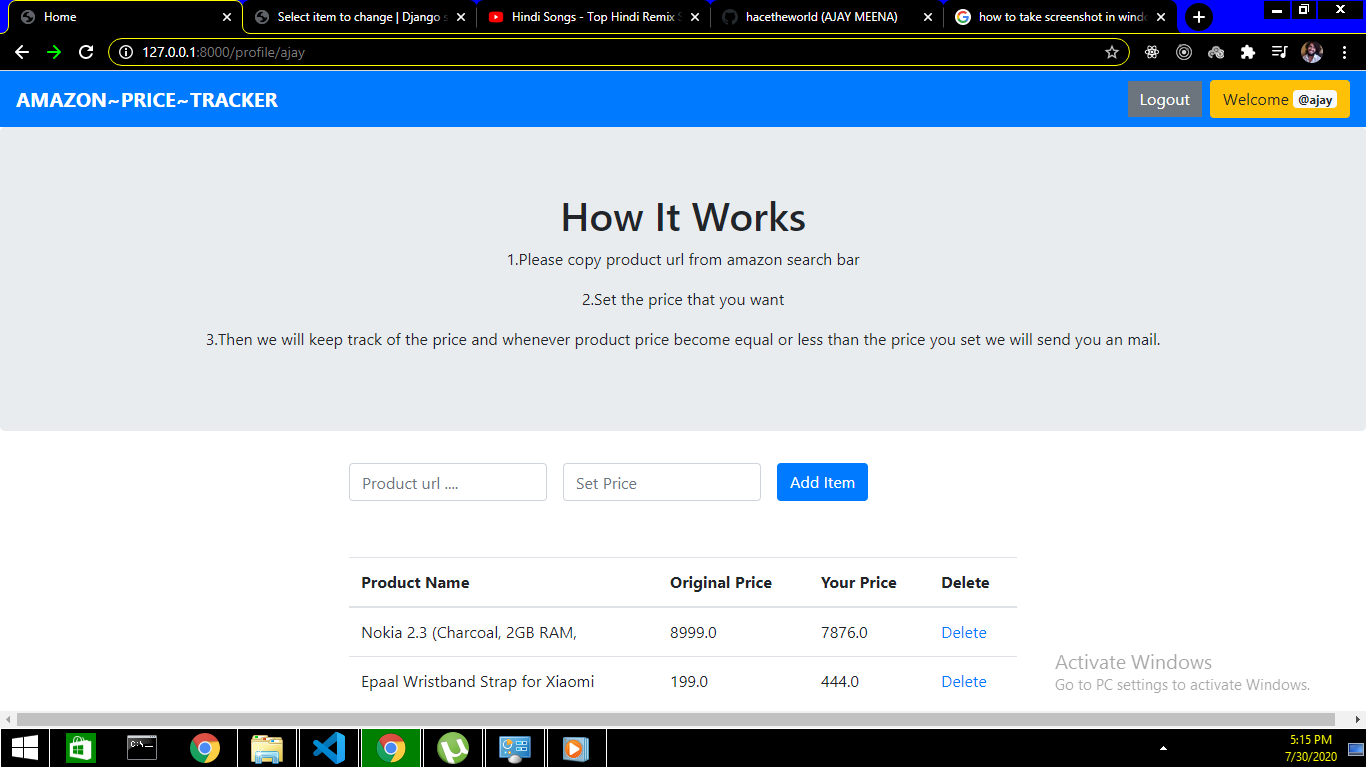 Home
Select item to change | Django s
Hindi Songs - Top Hindi Remix S
hacetheworld (AJAY MEENA)
how to take screenshot in windo
127.0.0.1:8000/profile/ajay
AMAZON~PRICE~TRACKER
Logout
Welcome @ajay
How It Works
1.Please copy product url from amazon search bar
2.Set the price that you want
3.Then we will keep track of the price and whenever product price become equal or less than the price you set we will send you an mail.
Product url ....
Set Price
Add Item
Product Name Original Price Your Price Delete
Nokia 2.3 (Charcoal, 2GB RAM, 8999.0 7876.0 Delete
Epaal Wristband Strap for Xiaomi 199.0 444.0 Delete
Activate Windows
Go to PC settings to activate Windows.
C:\_
5:15 PM
7/30/2020